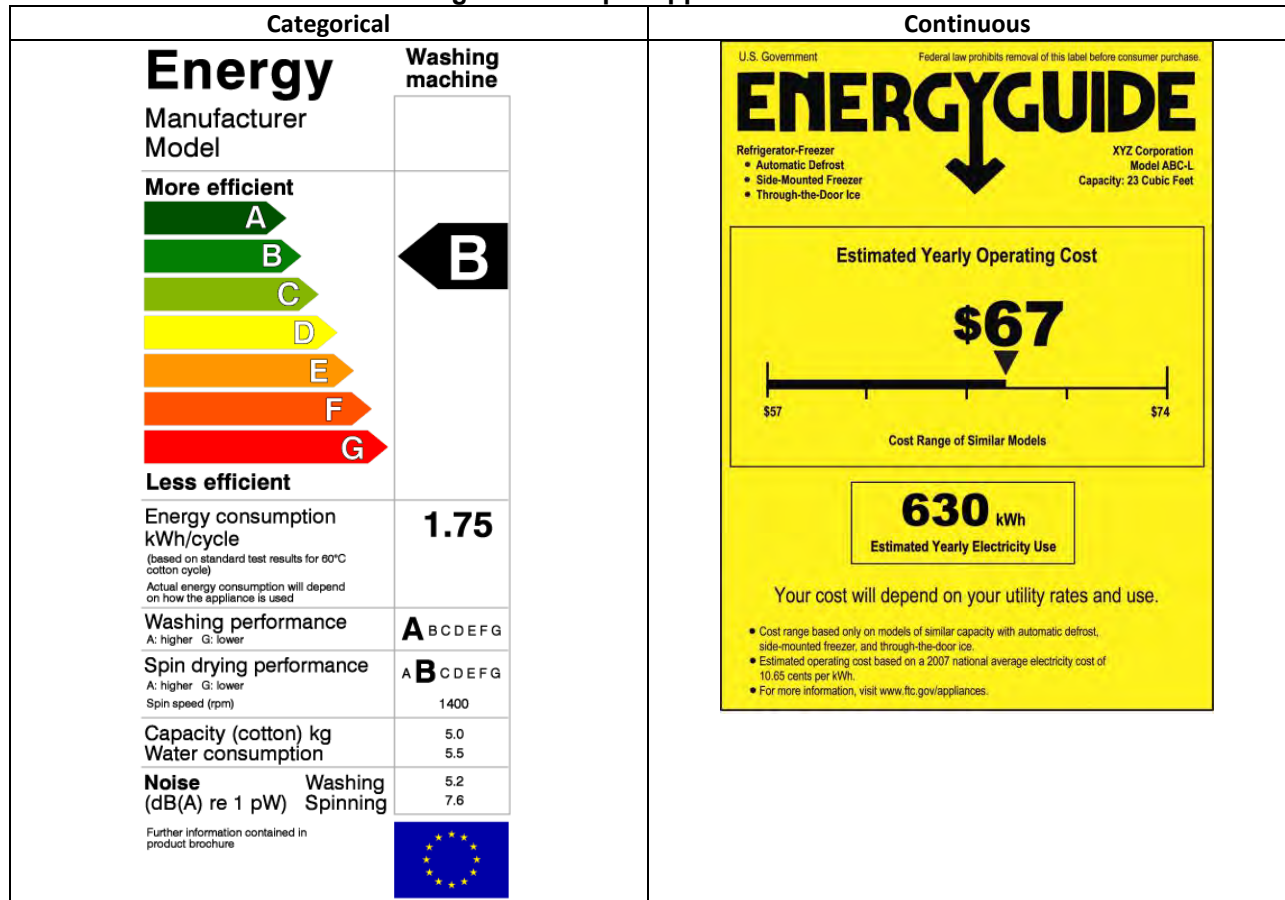 Categorical
Continuous
Energy
Washing
machine
Manufacturer
Model
More efficient
A
B
B
C
D
E
F
G
Less efficient
Energy consumption
kWh/cycle
1.75
(based on standard test results for 60°C
cotton cycle)
Actual energy consumption will depend
on how the appliance is used
Washing performance
A: higher G: lower
A B C D E F G
Spin drying performance
A: higher G: lower
A B C D E F G
Spin speed (rpm)
1400
Capacity (cotton) kg
5.0
Water consumption
5.5
Noise Washing
5.2
(dB(A) re 1 pW) Spinning
7.6
Further information contained in
product brochure
U.S. Government
Federal law prohibits removal of this label before consumer purchase.
ENERGYGUIDE
Refrigerator-Freezer
• Automatic Defrost
• Side-Mounted Freezer
• Through-the-Door Ice
XYZ Corporation
Model ABC-L
Capacity: 23 Cubic Feet
Estimated Yearly Operating Cost
$67
$57
$74
Cost Range of Similar Models
630 kWh
Estimated Yearly Electricity Use
Your cost will depend on your utility rates and use.
• Cost range based only on models of similar capacity with automatic defrost,
side-mounted freezer, and through-the-door ice.
• Estimated operating cost based on a 2007 national average electricity cost of
10.65 cents per kWh.
• For more information, visit www.ftc.gov/appliances.